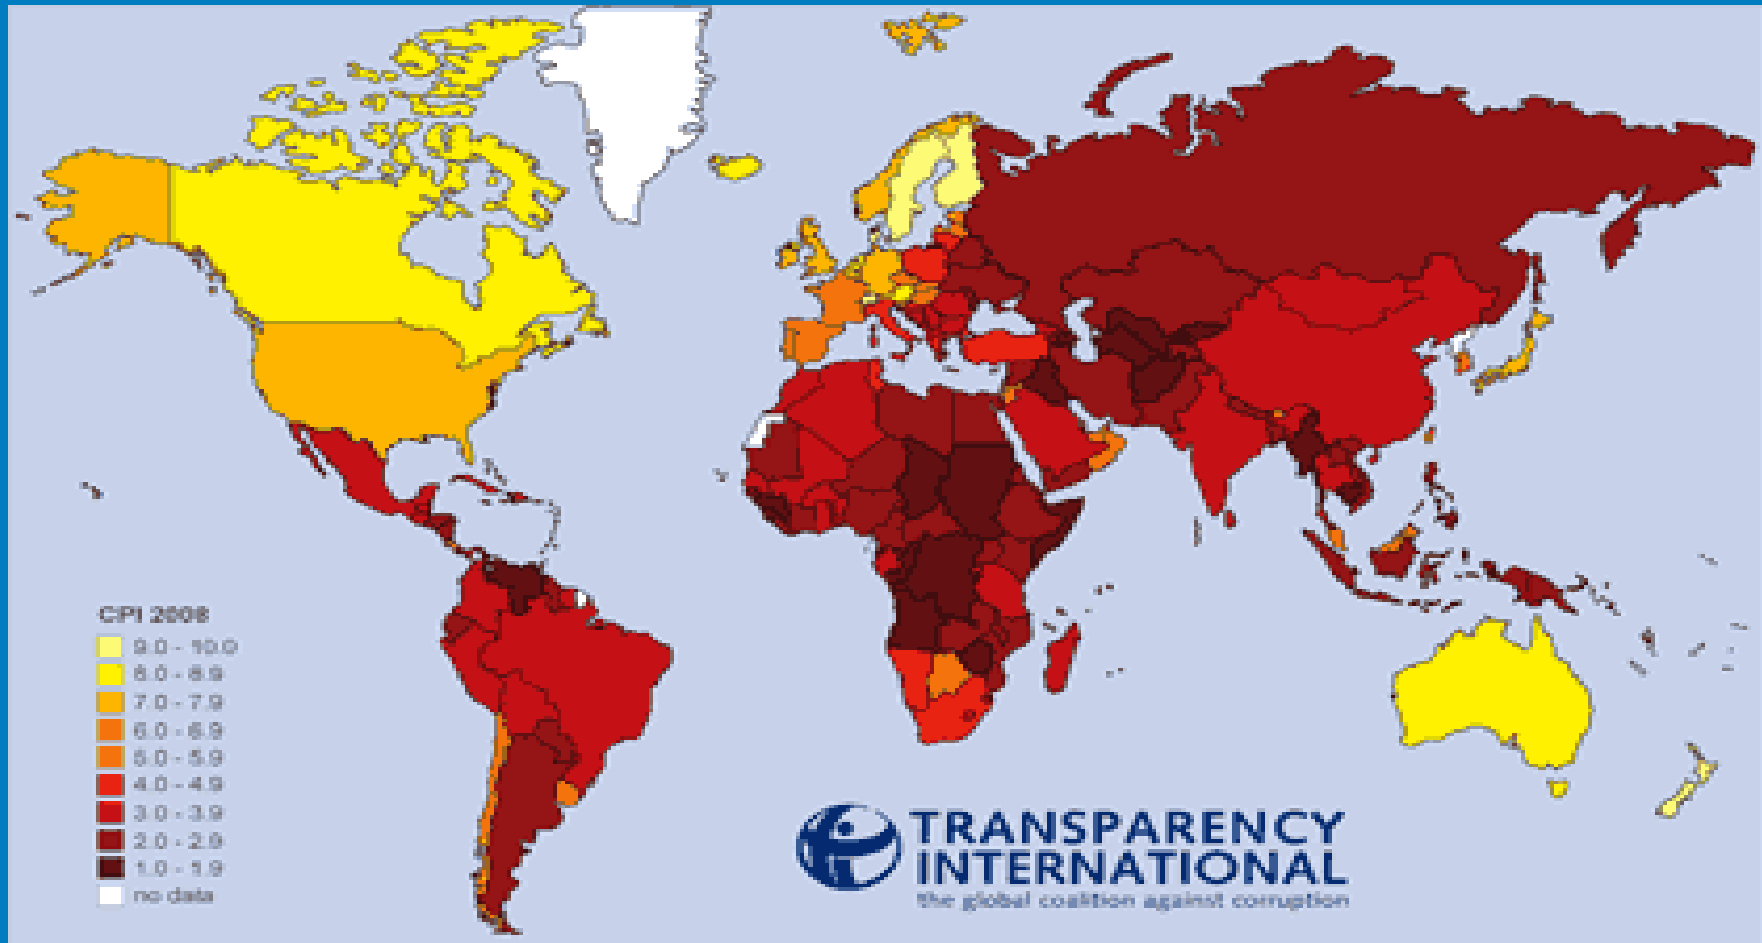 CPI 2008
9.0 - 10.0
8.0 - 8.9
7.0 - 7.9
6.0 - 6.9
5.0 - 5.9
4.0 - 4.9
3.0 - 3.9
2.0 - 2.9
1.0 - 1.9
no data
TRANSPARENCY
INTERNATIONAL
the global coalition against corruption